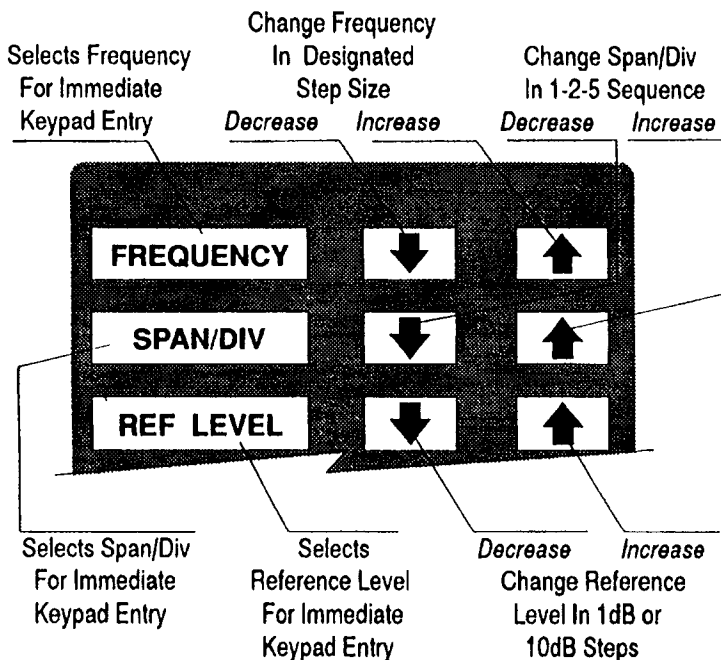 Selects Frequency
For Immediate
Keypad Entry
Change Frequency
In Designated
Step Size
Decrease Increase
Change Span/Div
In 1-2-5 Sequence
Decrease Increase
FREQUENCY
SPAN/DIV
REF LEVEL
Selects Span/Div
For Immediate
Keypad Entry
Selects
Reference Level
For Immediate
Keypad Entry
Decrease Increase
Change Reference
Level In 1dB or
10dB Steps